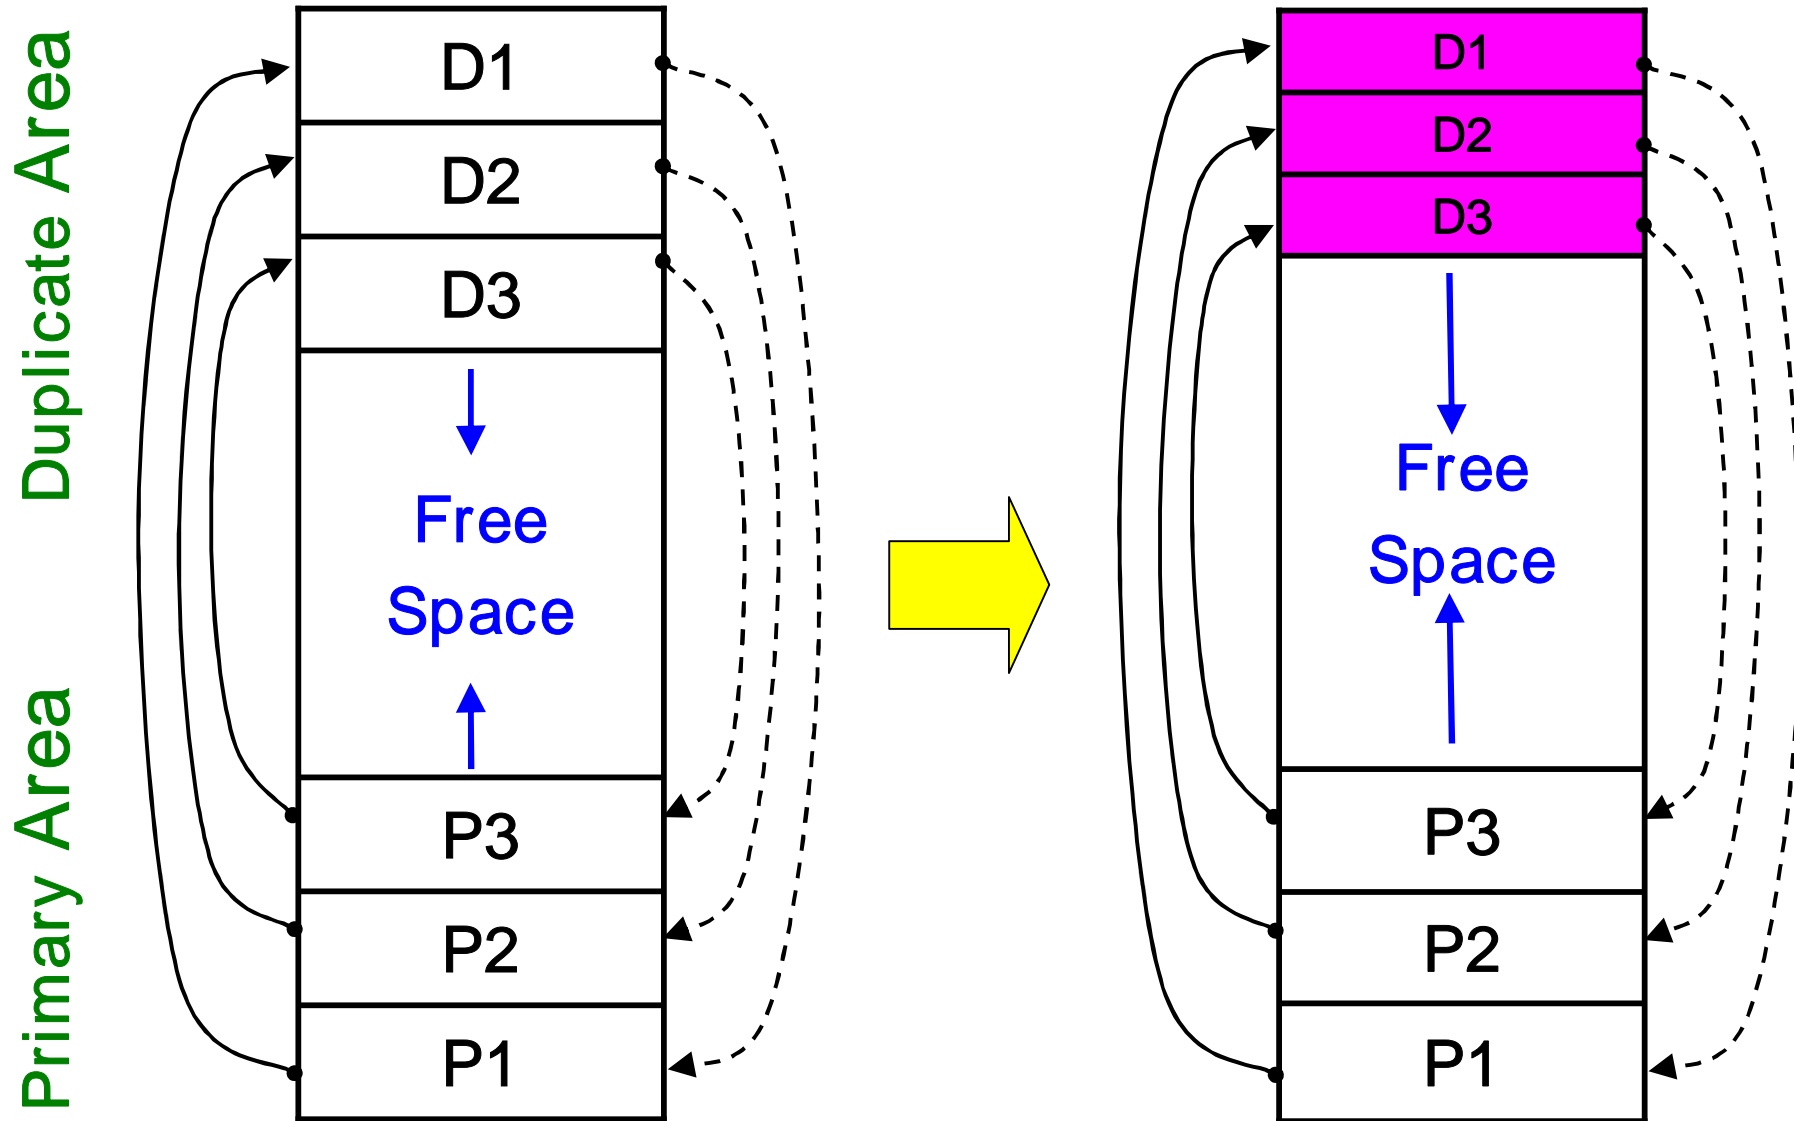 Duplicate Area
Primary Area
D1
D2
D3
Free
Space
P3
P2
P1
D1
D2
D3
Free
Space
P3
P2
P1